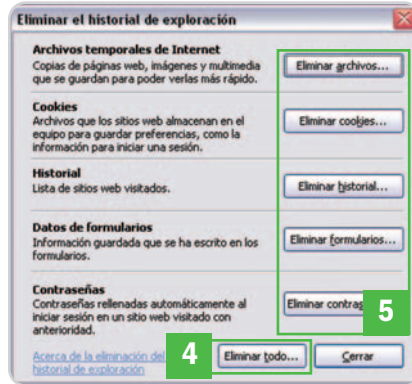 Eliminar el historial de exploración
Archivos temporales de Internet
Copias de páginas web, imágenes y multimedia
que se guardan para poder verlas más rápido.
Eliminar archivos...
Cookies
Archivos que los sitios web almacenan en el
equipo para guardar preferencias, como la
información para iniciar una sesión.
Eliminar cookies...
Historial
Lista de sitios web visitados.
Eliminar historial...
Datos de formularios
Información guardada que se ha escrito en los
formularios.
Eliminar formularios...
Contraseñas
Contraseñas rellenadas automáticamente al
iniciar sesión en un sitio web visitado con
anterioridad.
Eliminar
5
Acerca de la eliminación del
historial de exploración
4
Eliminar todo...
Cerrar